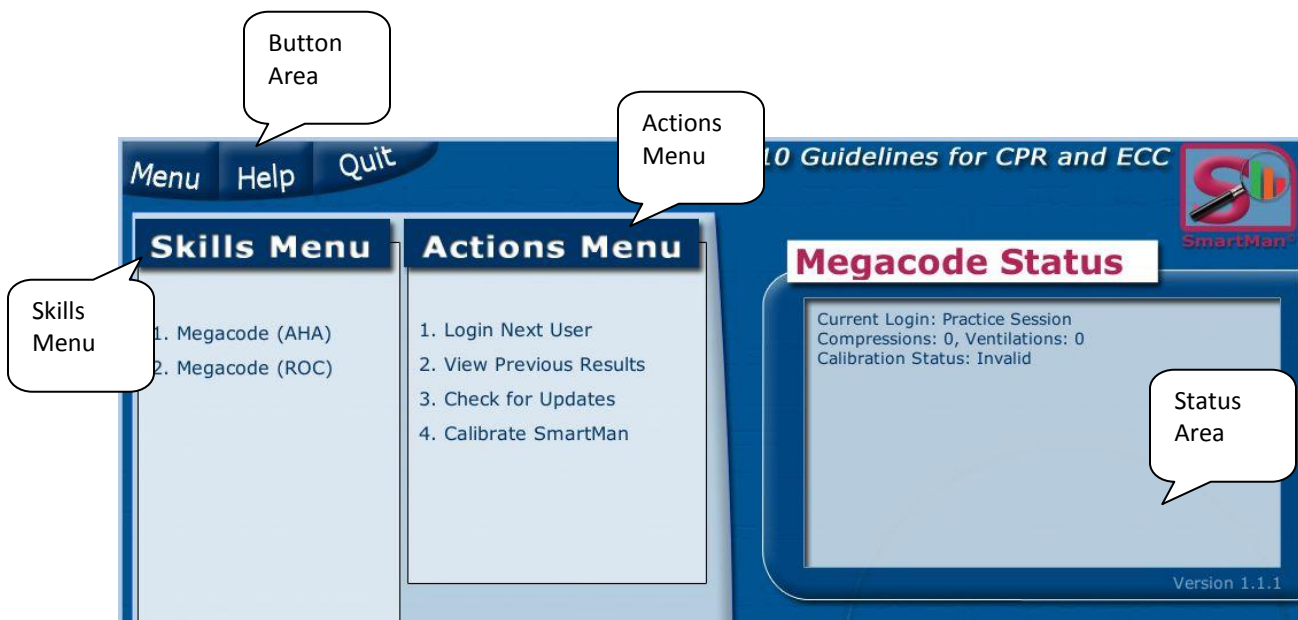 Button
Area
Actions
Menu
Menu Help Quit
10 Guidelines for CPR and ECC
SmartMan®
Skills Menu
Actions Menu
Megacode Status
Skills
Menu
1. Megacode (AHA)
2. Megacode (ROC)
1. Login Next User
2. View Previous Results
3. Check for Updates
4. Calibrate SmartMan
Current Login: Practice Session
Compressions: 0, Ventilations: 0
Calibration Status: Invalid
Status
Area
Version 1.1.1